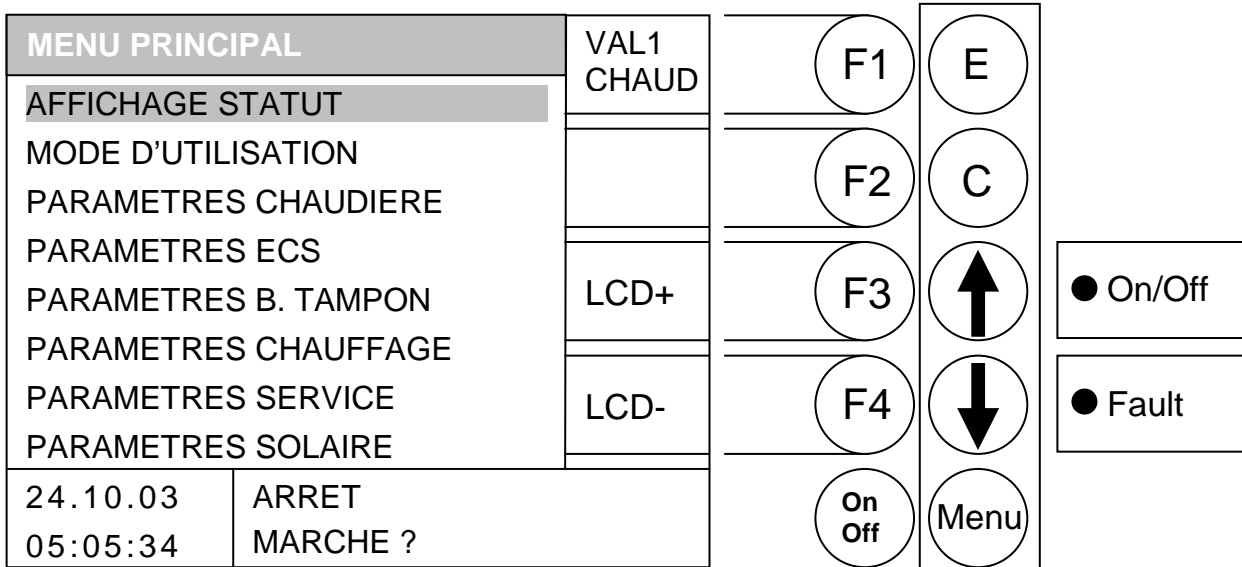 MENU PRINCIPAL
AFFICHAGE STATUT
MODE D'UTILISATION
PARAMETRES CHAUDIERE
PARAMETRES ECS
PARAMETRES B. TAMPON
PARAMETRES CHAUFFAGE
PARAMETRES SERVICE
PARAMETRES SOLAIRE
24.10.03
05:05:34
ARRET
MARCHE ?
VAL1
CHAUD
LCD+
LCD-
F1
F2
F3
F4
On
Off
E
C
Menu
On/Off
Fault